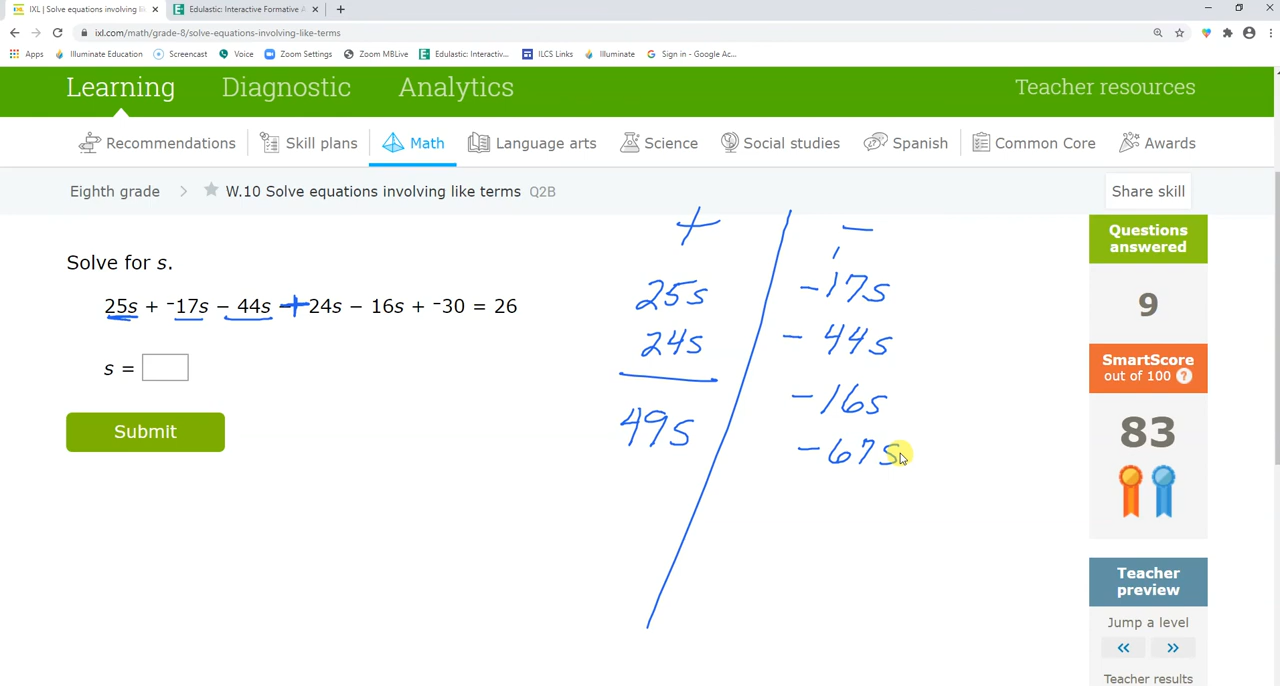 IXL | Solve equations involving like
Edulastic: Interactive Formative A
ixl.com/math/grade-8/solve-equations-involving-like-terms
Apps Illuminate Education Screencast Voice Zoom Settings Zoom MBLive Edulastic: Interactiv... ILCS Links Illuminate Sign in - Google Ac...
Learning Diagnostic Analytics Teacher resources
Recommendations Skill plans Math Language arts Science Social studies Spanish Common Core Awards
Eighth grade > W.10 Solve equations involving like terms Q2B
Share skill
Solve for s.
25s + ⁻17s − 44s + 24s − 16s + ⁻30 = 26
s =
Submit
+
25s
24s
49s
−
1
−17s
− 44s
−16s
−67s
Questions
answered
9
SmartScore
out of 100 ?
83
Teacher
preview
Jump a level
<< >>
Teacher results